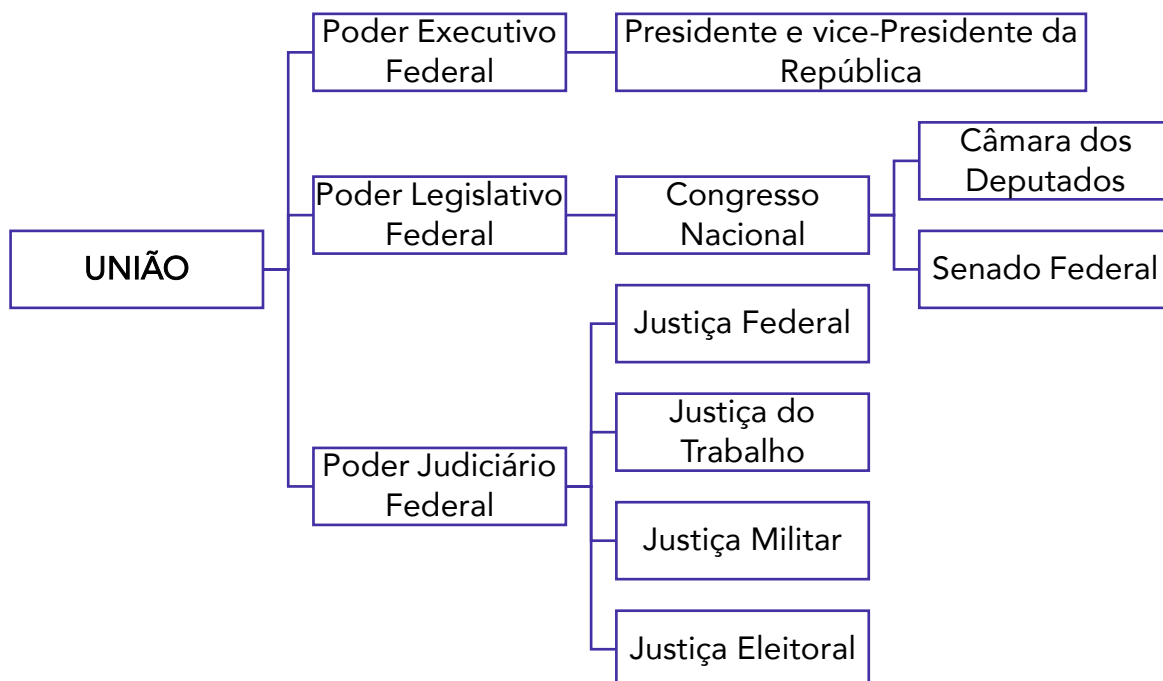 UNIÃO
Poder Executivo
Federal
Presidente e vice-Presidente da
República
Poder Legislativo
Federal
Congresso
Nacional
Câmara dos
Deputados
Senado Federal
Poder Judiciário
Federal
Justiça Federal
Justiça do
Trabalho
Justiça Militar
Justiça Eleitoral